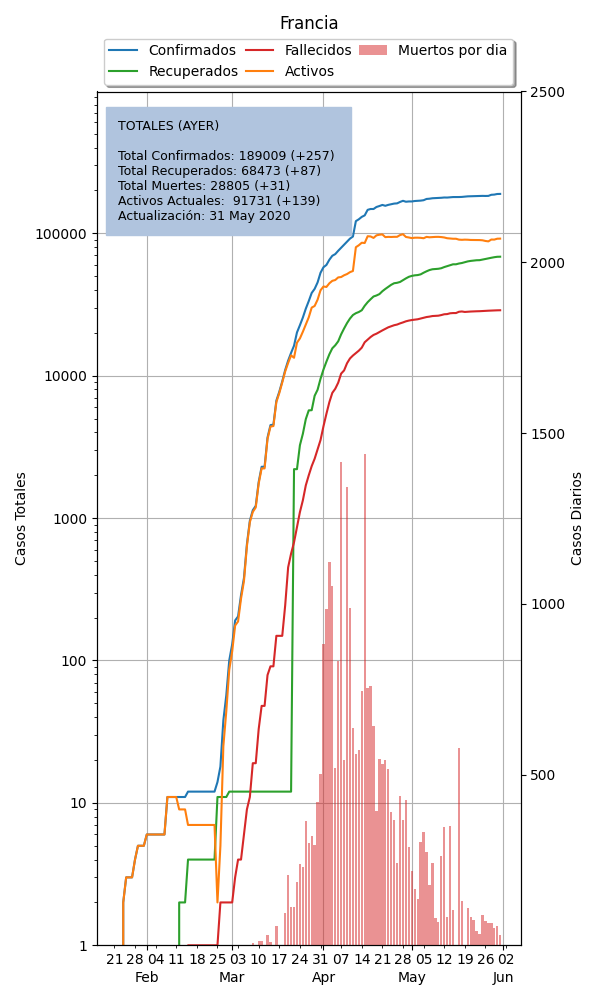 Francia
Confirmados
Recuperados
Fallecidos
Activos
Muertos por dia
TOTALES (AYER)
Total Confirmados: 189009 (+257)
Total Recuperados: 68473 (+87)
Total Muertes: 28805 (+31)
Activos Actuales:  91731 (+139)
Actualización: 31 May 2020
Casos Totales
100000
10000
1000
100
10
1
2500
2000
1500
1000
500
Casos Diarios
21 28 04 11 18 25 03 10 17 24 31 07 14 21 28 05 12 19 26 02
Feb Mar Apr May Jun